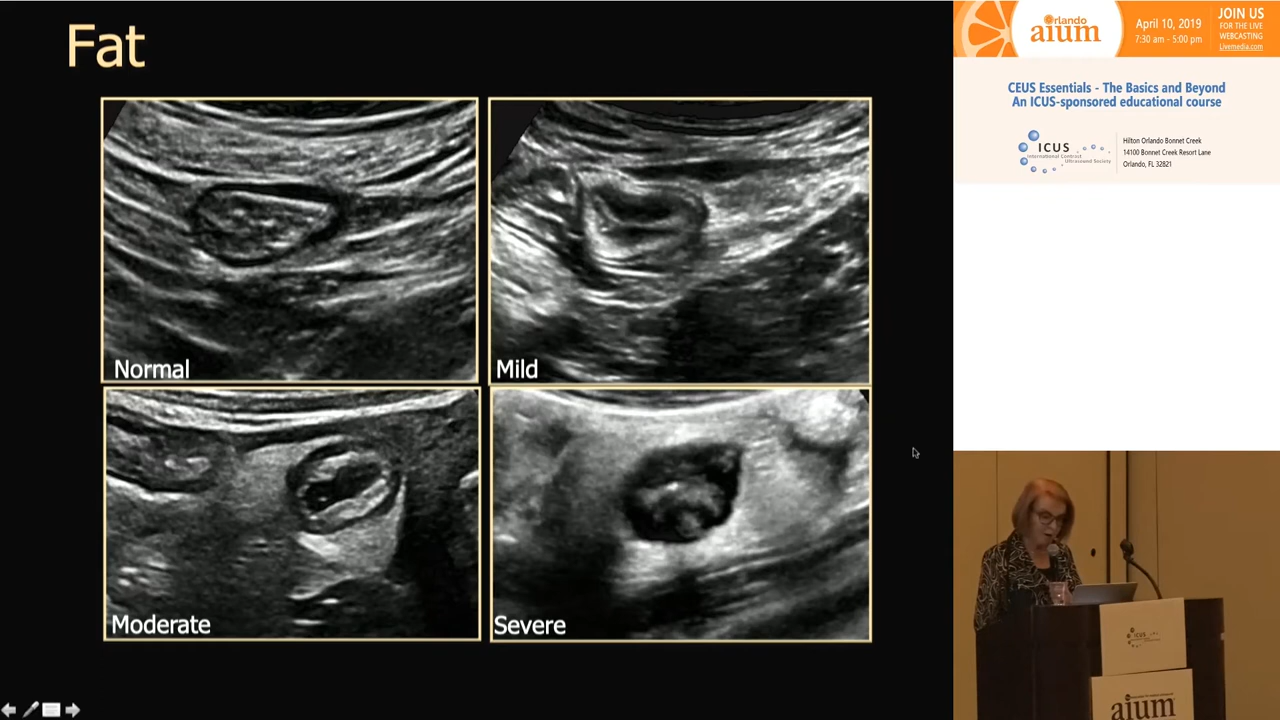 Fat
Normal
Mild
Moderate
Severe
Orlando
aium
April 10, 2019
7:30 am - 5:00 pm
JOIN US
FOR THE LIVE
WEBCASTING
Livemedia.com
CEUS Essentials - The Basics and Beyond
An ICUS-sponsored educational course
ICUS
International Contrast
Ultrasound Society
Hilton Orlando Bonnet Creek
14100 Bonnet Creek Resort Lane
Orlando, FL 32821
ICUS
aium